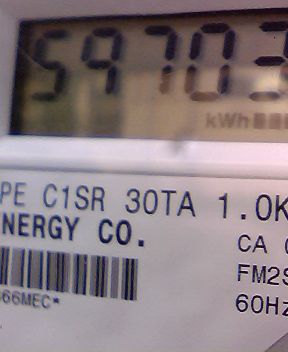 59703
kWh
PE C1SR 30TA 1.0K
NERGY CO.
CA
FM2S
60Hz
66MEC*